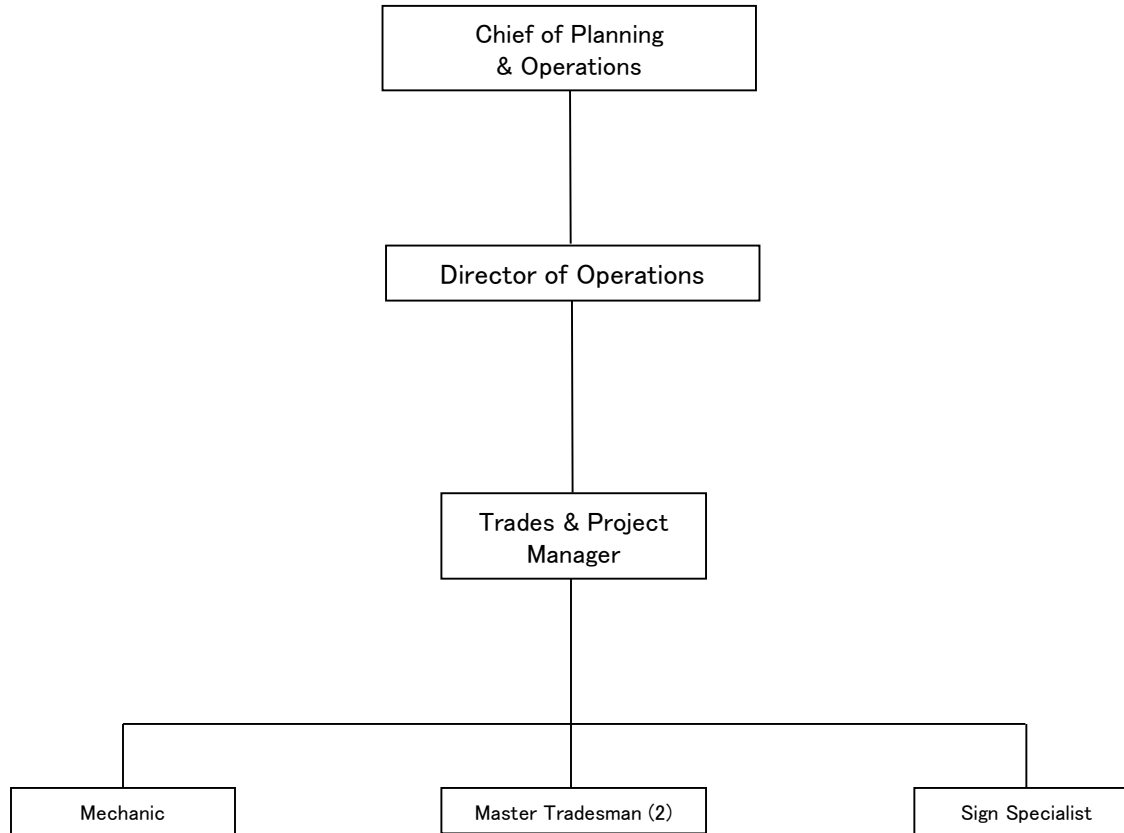 Chief of Planning
& Operations
Director of Operations
Trades & Project
Manager
Mechanic
Master Tradesman (2)
Sign Specialist